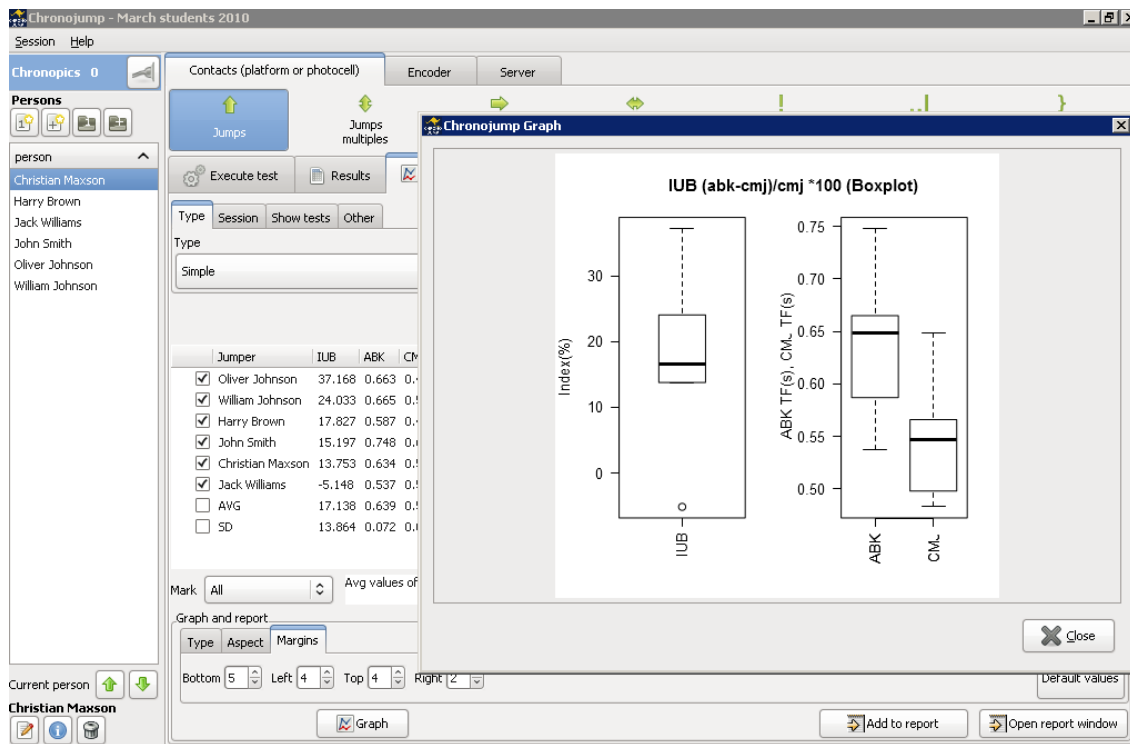 Chronojump - March students 2010
Session Help
Chronopics 0
Contacts (platform or photocell) Encoder Server
Persons
Jumps
Jumps multiples
person
Christian Maxson
Harry Brown
Jack Williams
John Smith
Oliver Johnson
William Johnson
Execute test Results
Type Session Show tests Other
Type
Simple
Jumper IUB ABK
Oliver Johnson 37.168 0.663
William Johnson 24.033 0.665
Harry Brown 17.827 0.587
John Smith 15.197 0.748
Christian Maxson 13.753 0.634
Jack Williams -5.148 0.537
AVG 17.138 0.639
SD 13.864 0.072
Mark All Avg values of
Graph and report
Type Aspect Margins
Bottom 5 Left 4 Top 4 Right 2
Default values
Current person
Christian Maxson
Graph Add to report Open report window
Chronojump Graph
IUB (abk-cmj)/cmj *100 (Boxplot)
Index(%)
30
20
10
0
IUB
ABK TF(s), CMJ TF(s)
0.75
0.70
0.65
0.60
0.55
0.50
ABK
CMJ
Close